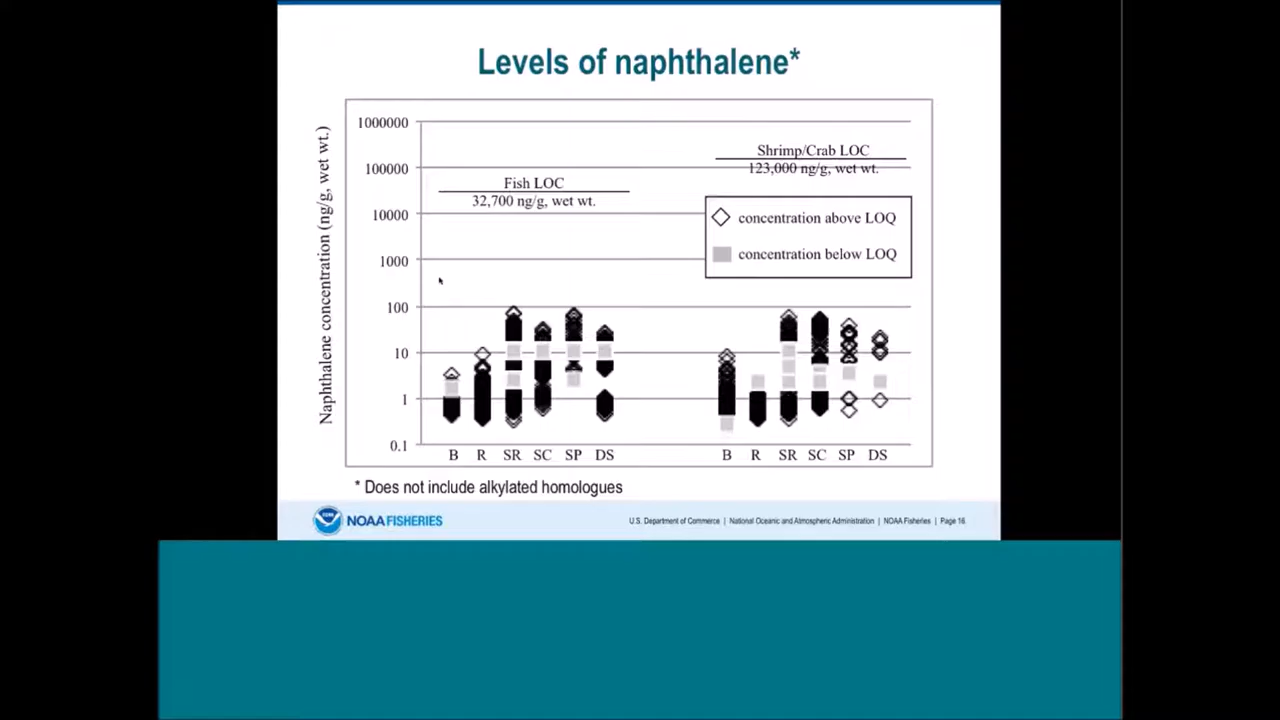 Levels of naphthalene*
Naphthalene concentration (ng/g, wet wt.)
1000000
100000
10000
1000
100
10
1
0.1
Fish LOC
32,700 ng/g, wet wt.
Shrimp/Crab LOC
123,000 ng/g, wet wt.
concentration above LOQ
concentration below LOQ
B R SR SC SP DS
B R SR SC SP DS
* Does not include alkylated homologues
NOAA FISHERIES
U.S. Department of Commerce | National Oceanic and Atmospheric Administration | NOAA Fisheries | Page 16